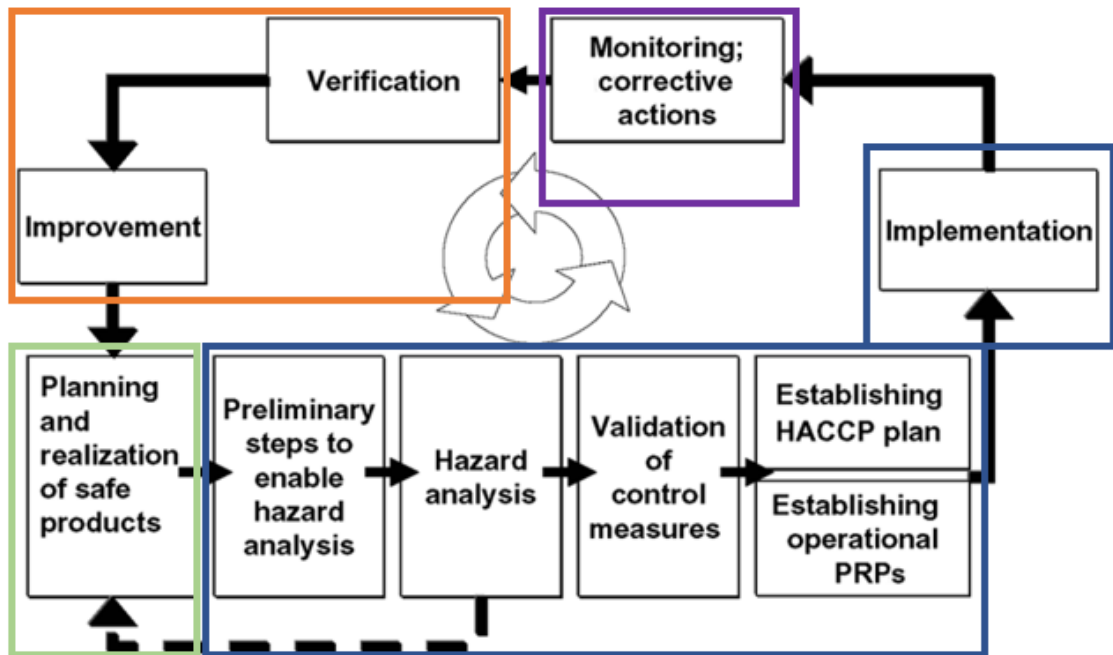 Verification
Monitoring;
corrective
actions
Improvement
Implementation
Planning
and
realization
of safe
products
Preliminary
steps to
enable
hazard
analysis
Hazard
analysis
Validation
of
control
measures
Establishing
HACCP plan
Establishing
operational
PRPs